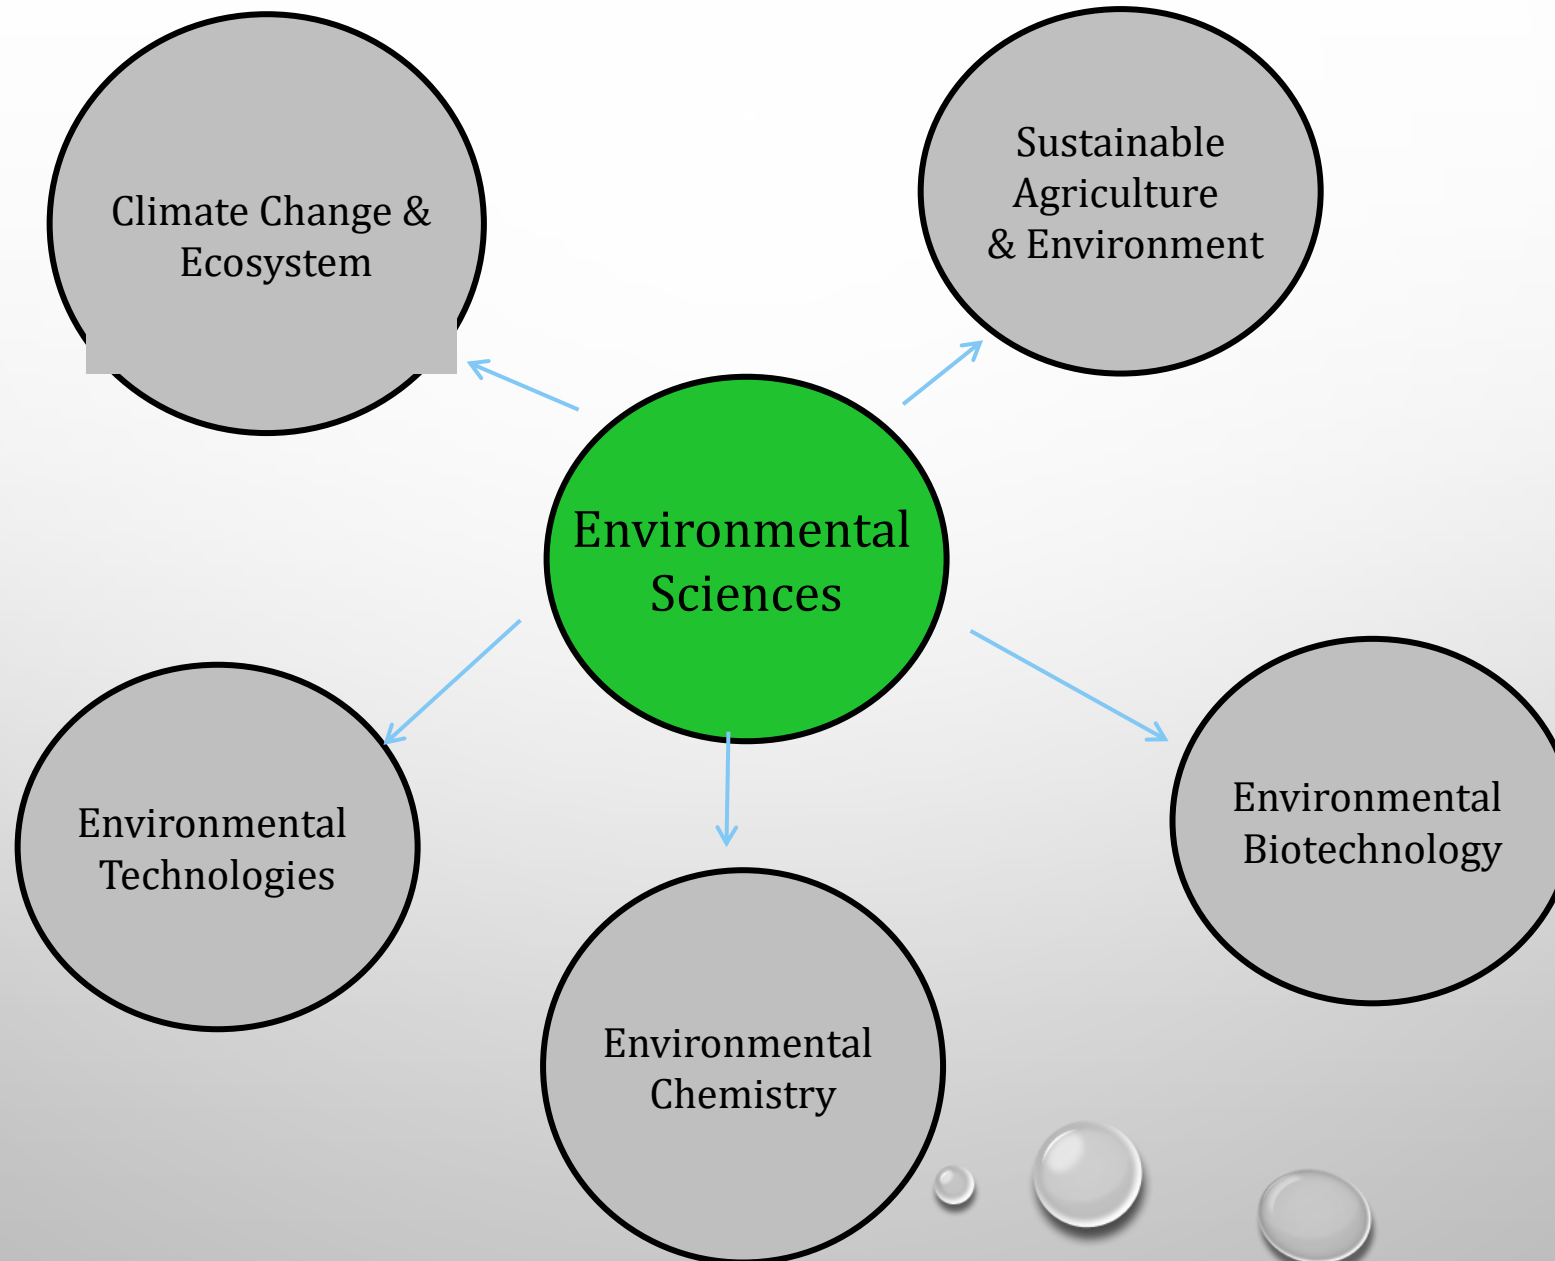 Climate Change &
Ecosystem
Sustainable
Agriculture
& Environment
Environmental
Sciences
Environmental
Technologies
Environmental
Chemistry
Environmental
Biotechnology